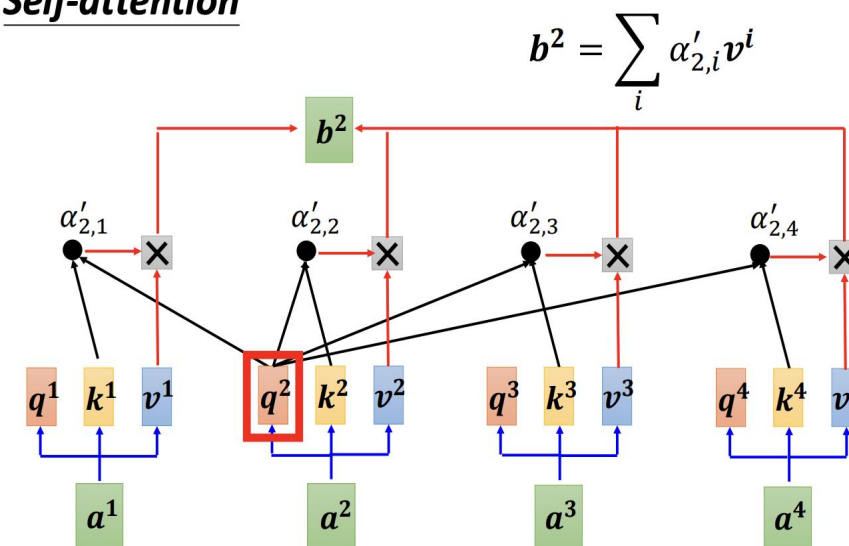 Self-attention
b² = ∑ᵢ α′₂,ᵢvⁱ
b²
α′₂,₁ α′₂,₂ α′₂,₃ α′₂,₄
q¹ k¹ v¹ q² k² v² q³ k³ v³ q⁴ k⁴ v
a¹ a² a³ a⁴